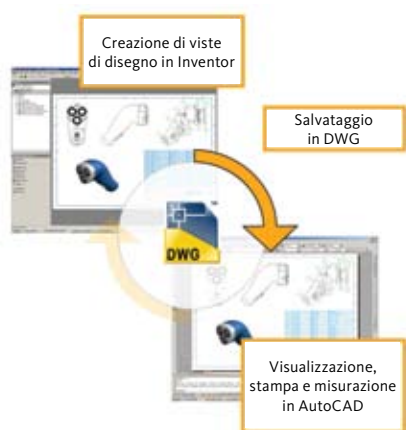 Creazione di viste
di disegno in Inventor
Salvataggio
in DWG
DWG
Visualizzazione,
stampa e misurazione
in AutoCAD